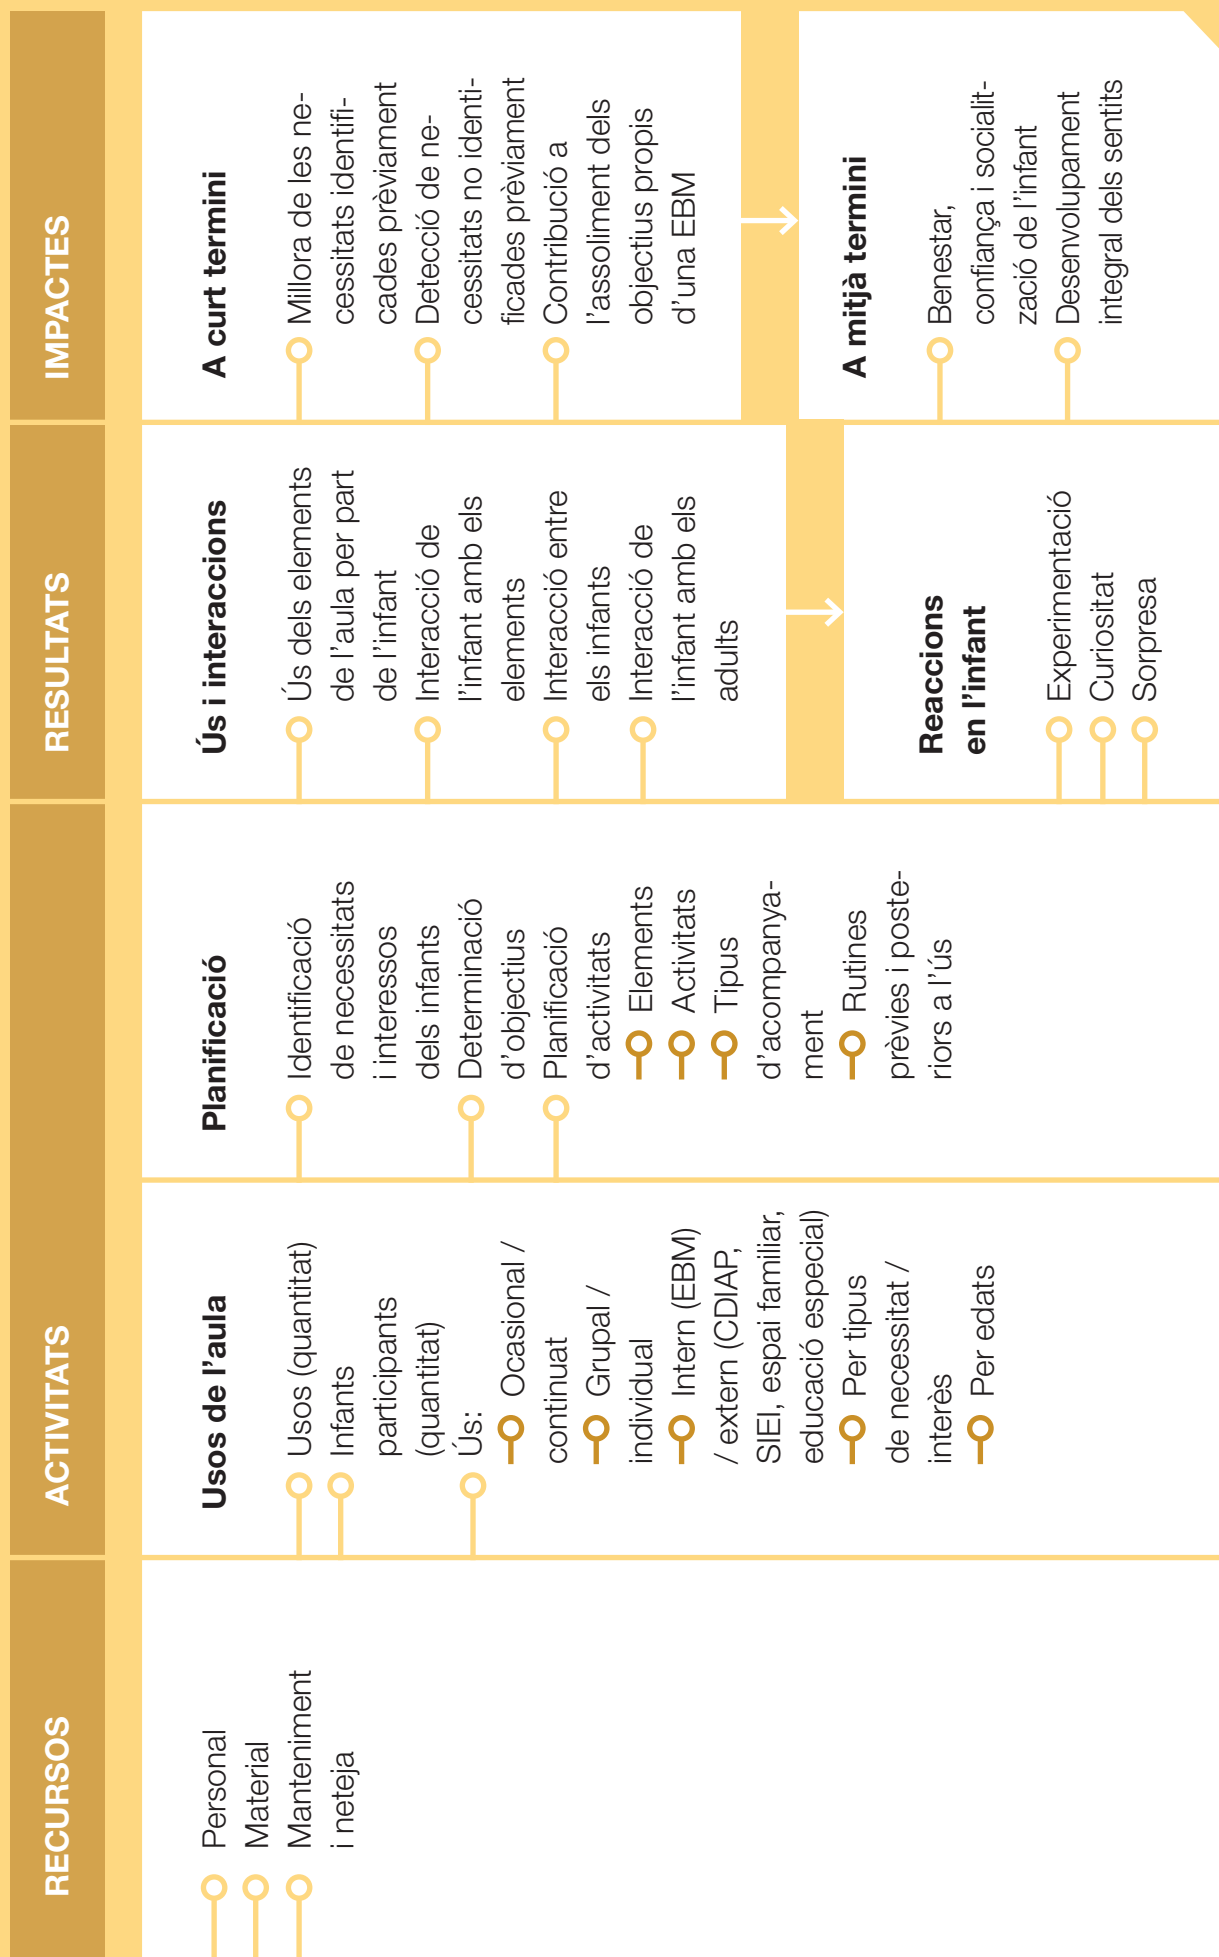 RECURSOS
Personal
Material
Manteniment
i neteja
ACTIVITATS
Usos de l’aula
Usos (quantitat)
Infants
participants
(quantitat)
Ús:
Ocasional /
continuat
Grupal /
individual
Intern (EBM)
/ extern (CDIAP,
SIEI, espai familiar,
educació especial)
Per tipus
de necessitat /
interès
Per edats
Planificació
Identificació
de necessitats
i interessos
dels infants
Determinació
d’objectius
Planificació
d’activitats
Elements
Activitats
Tipus
d’acompanya-
ment
Rutines
prèvies i poste-
riors a l’ús
RESULTATS
Ús i interaccions
Ús dels elements
de l’aula per part
de l’infant
Interacció de
l’infant amb els
elements
Interacció entre
els infants
Interacció de
l’infant amb els
adults
Reaccions
en l’infant
Experimentació
Curiositat
Sorpresa
IMPACTES
A curt termini
Millora de les ne-
cessitats identifi-
cades prèviament
Detecció de ne-
cessitats no identi-
ficades prèviament
Contribució a
l’assoliment dels
objectius propis
d’una EBM
A mitjà termini
Benestar,
confiança i socialit-
zació de l’infant
Desenvolupament
integral dels sentits